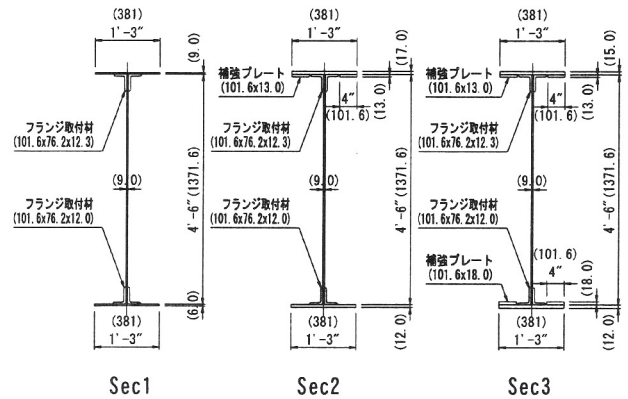 (381)
1'-3"
(9.0)
フランジ取付材
(101.6x76.2x12.3)
(9.0)
4'-6"(1371.6)
フランジ取付材
(101.6x76.2x12.0)
(6.0)
(381)
1'-3"
Sec1
(381)
1'-3"
(17.0)
補強プレート
(101.6x13.0)
4"
(101.6)
(13.0)
フランジ取付材
(101.6x76.2x12.3)
(9.0)
4'-6"(1371.6)
フランジ取付材
(101.6x76.2x12.0)
(12.0)
(381)
1'-3"
Sec2
(381)
1'-3"
(15.0)
補強プレート
(101.6x13.0)
4"
(101.6)
(13.0)
フランジ取付材
(101.6x76.2x12.3)
(9.0)
4'-6"(1371.6)
フランジ取付材
(101.6x76.2x12.0)
(101.6)
4"
補強プレート
(101.6x18.0)
(18.0)
(12.0)
(381)
1'-3"
Sec3